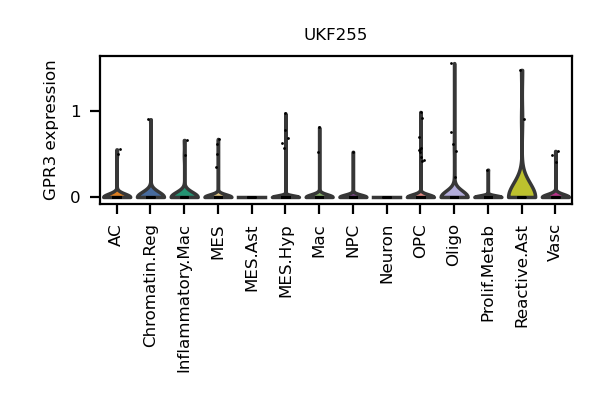 UKF255
GPR3 expression
1
0
AC
Chromatin.Reg
Inflammatory.Mac
MES
MES.Ast
MES.Hyp
Mac
NPC
Neuron
OPC
Oligo
Prolif.Metab
Reactive.Ast
Vasc